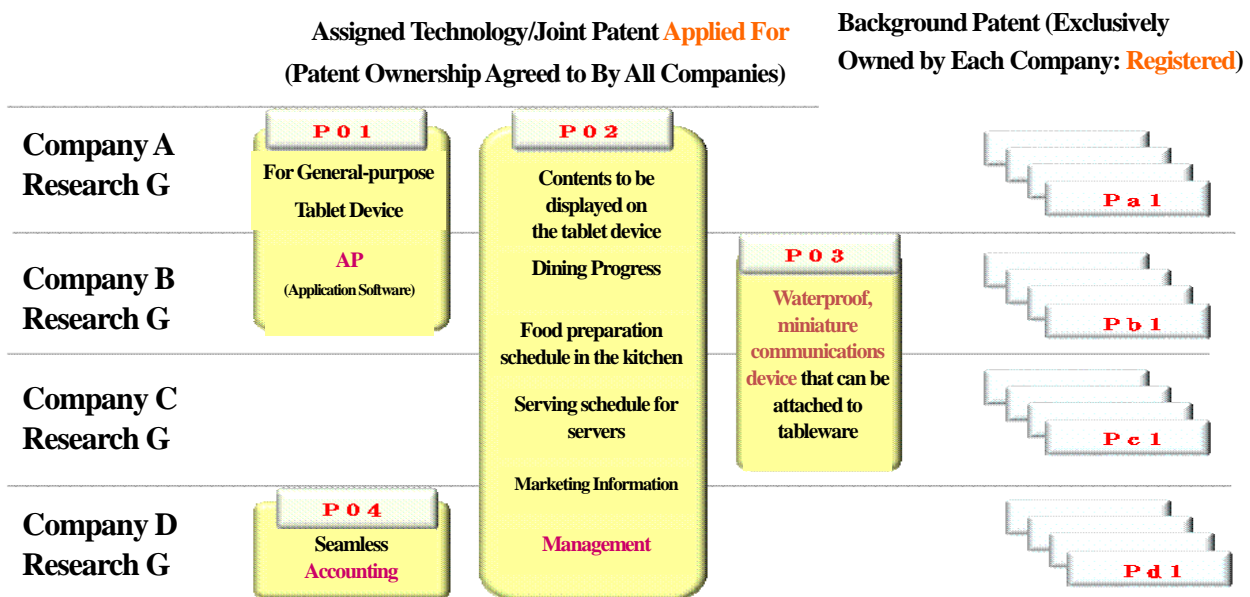 Assigned Technology/Joint Patent Applied For
(Patent Ownership Agreed to By All Companies)
Background Patent (Exclusively
Owned by Each Company: Registered)
Company A
Research G
P01
For General-purpose
Tablet Device
AP
(Application Software)
P02
Contents to be
displayed on
the tablet device
Dining Progress
Food preparation
schedule in the kitchen
Serving schedule for
servers
Marketing Information
Management
Pa1
Company B
Research G
P03
Waterproof,
miniature
communications
device that can be
attached to
tableware
Pb1
Company C
Research G
Pc1
Company D
Research G
P04
Seamless
Accounting
Pd1